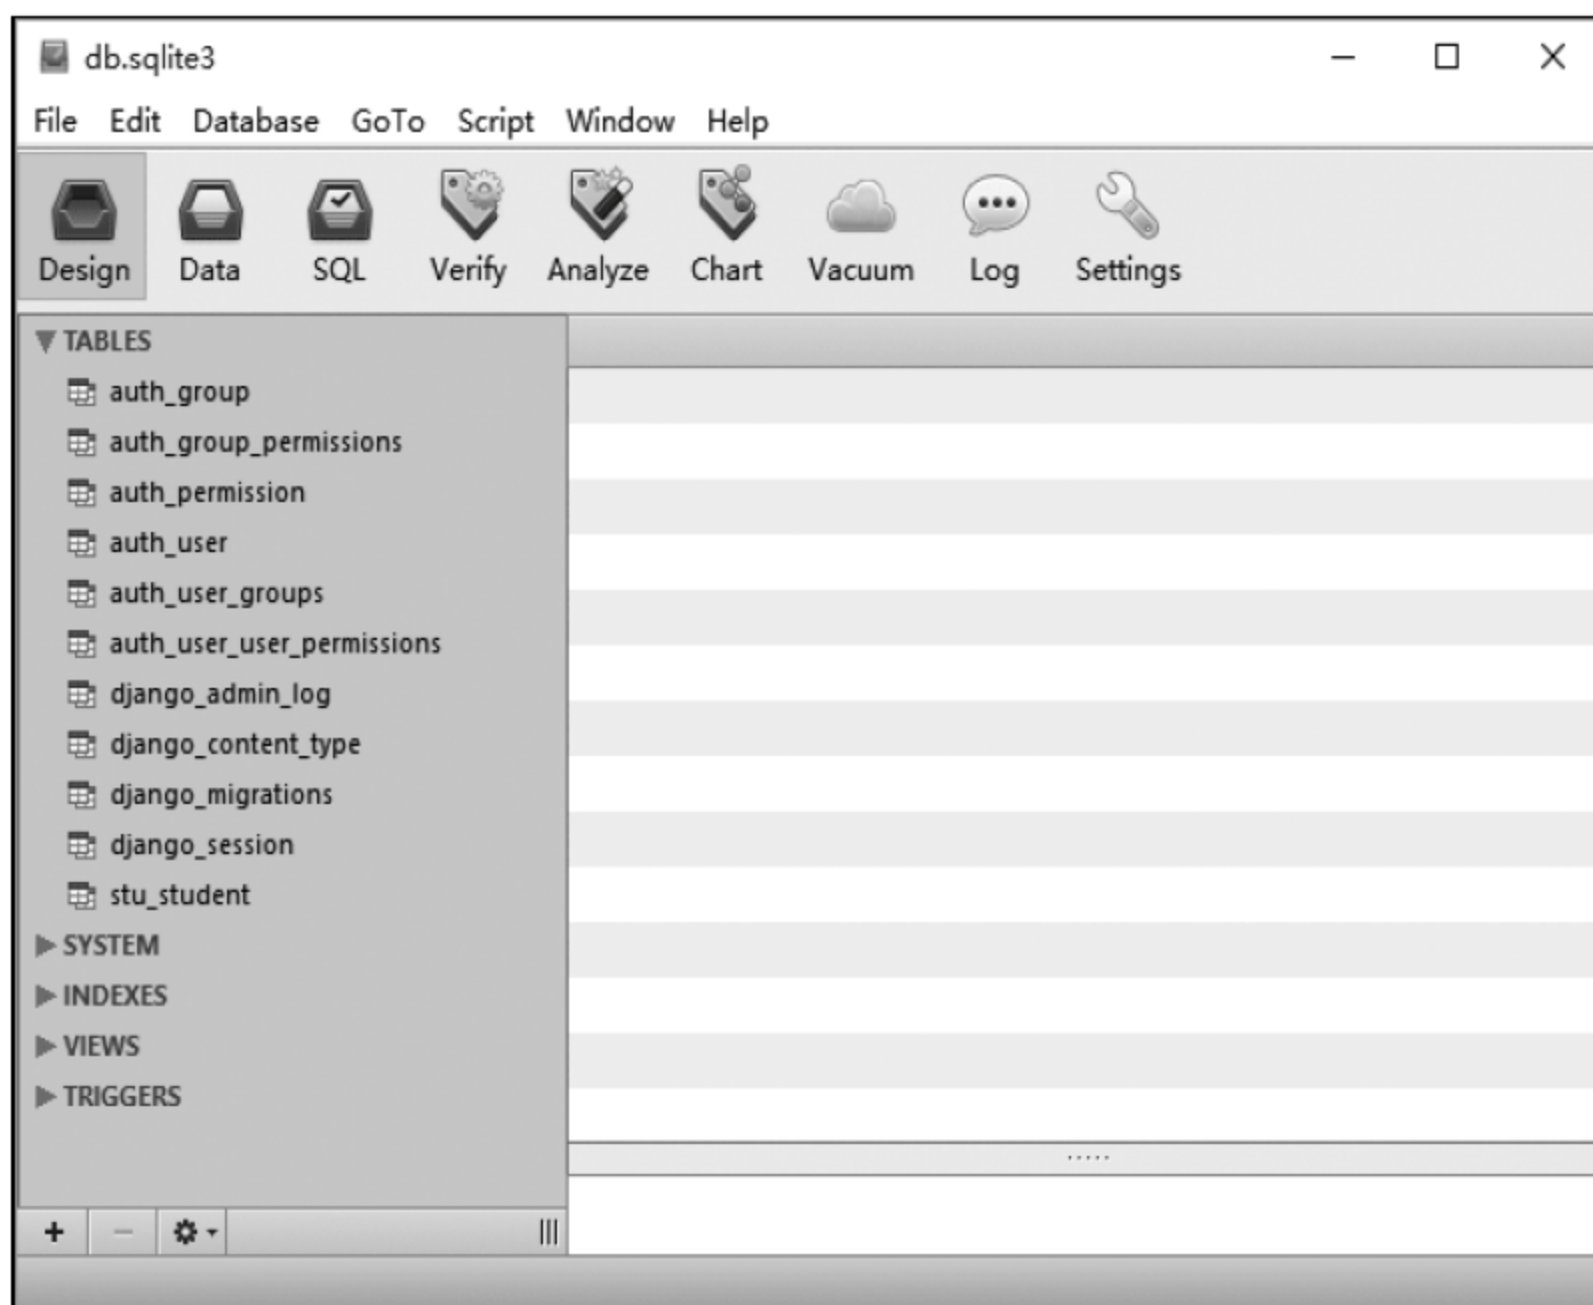 db.sqlite3
File Edit Database GoTo Script Window Help
Design Data SQL Verify Analyze Chart Vacuum Log Settings
TABLES
auth_group
auth_group_permissions
auth_permission
auth_user
auth_user_groups
auth_user_user_permissions
django_admin_log
django_content_type
django_migrations
django_session
stu_student
SYSTEM
INDEXES
VIEWS
TRIGGERS